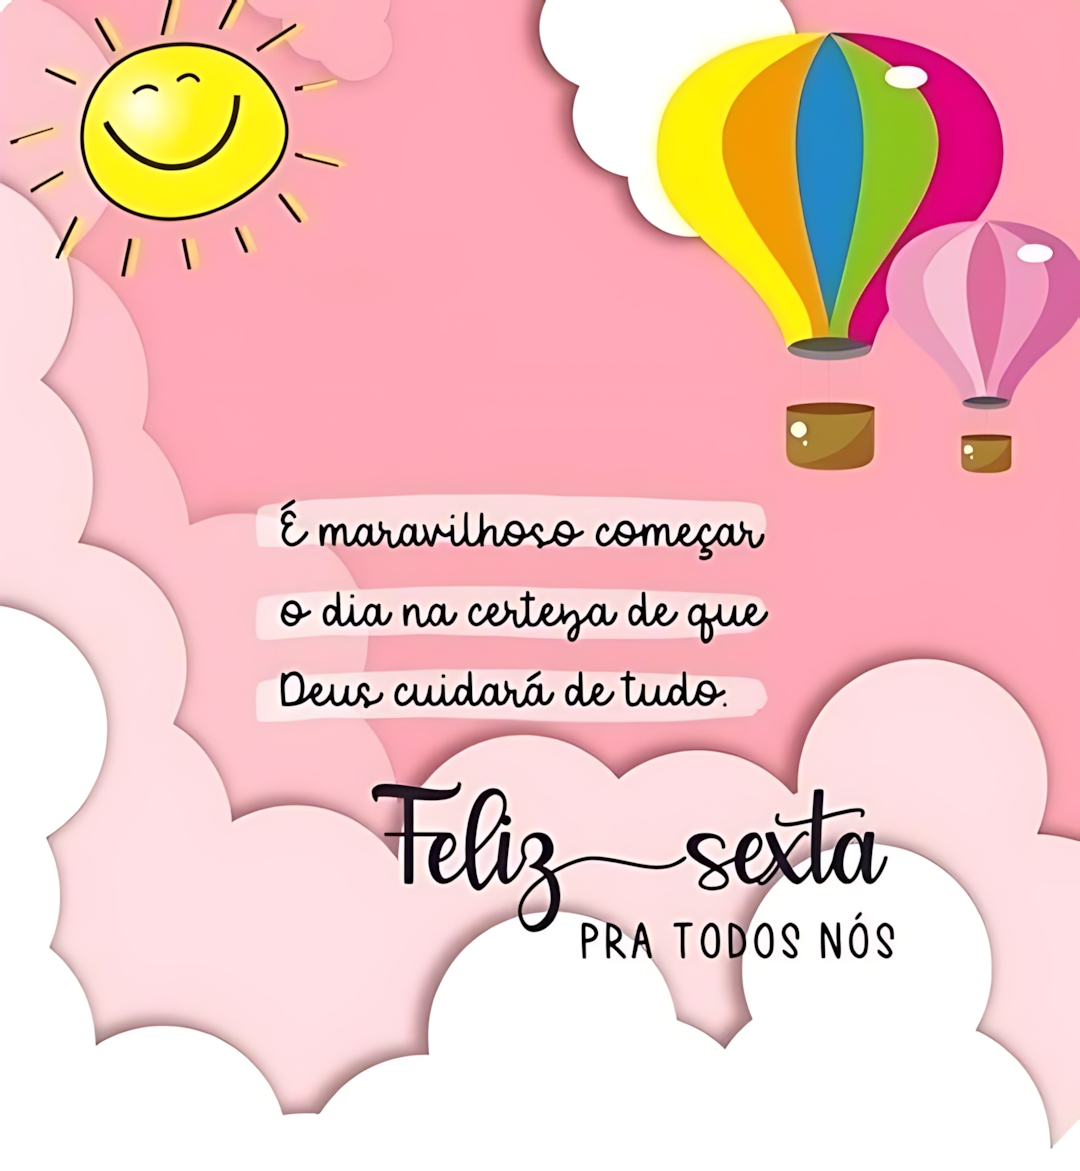 É maravilhoso começar
o dia na certeza de que
Deus cuidará de tudo.
Feliz sexta
PRA TODOS NÓS